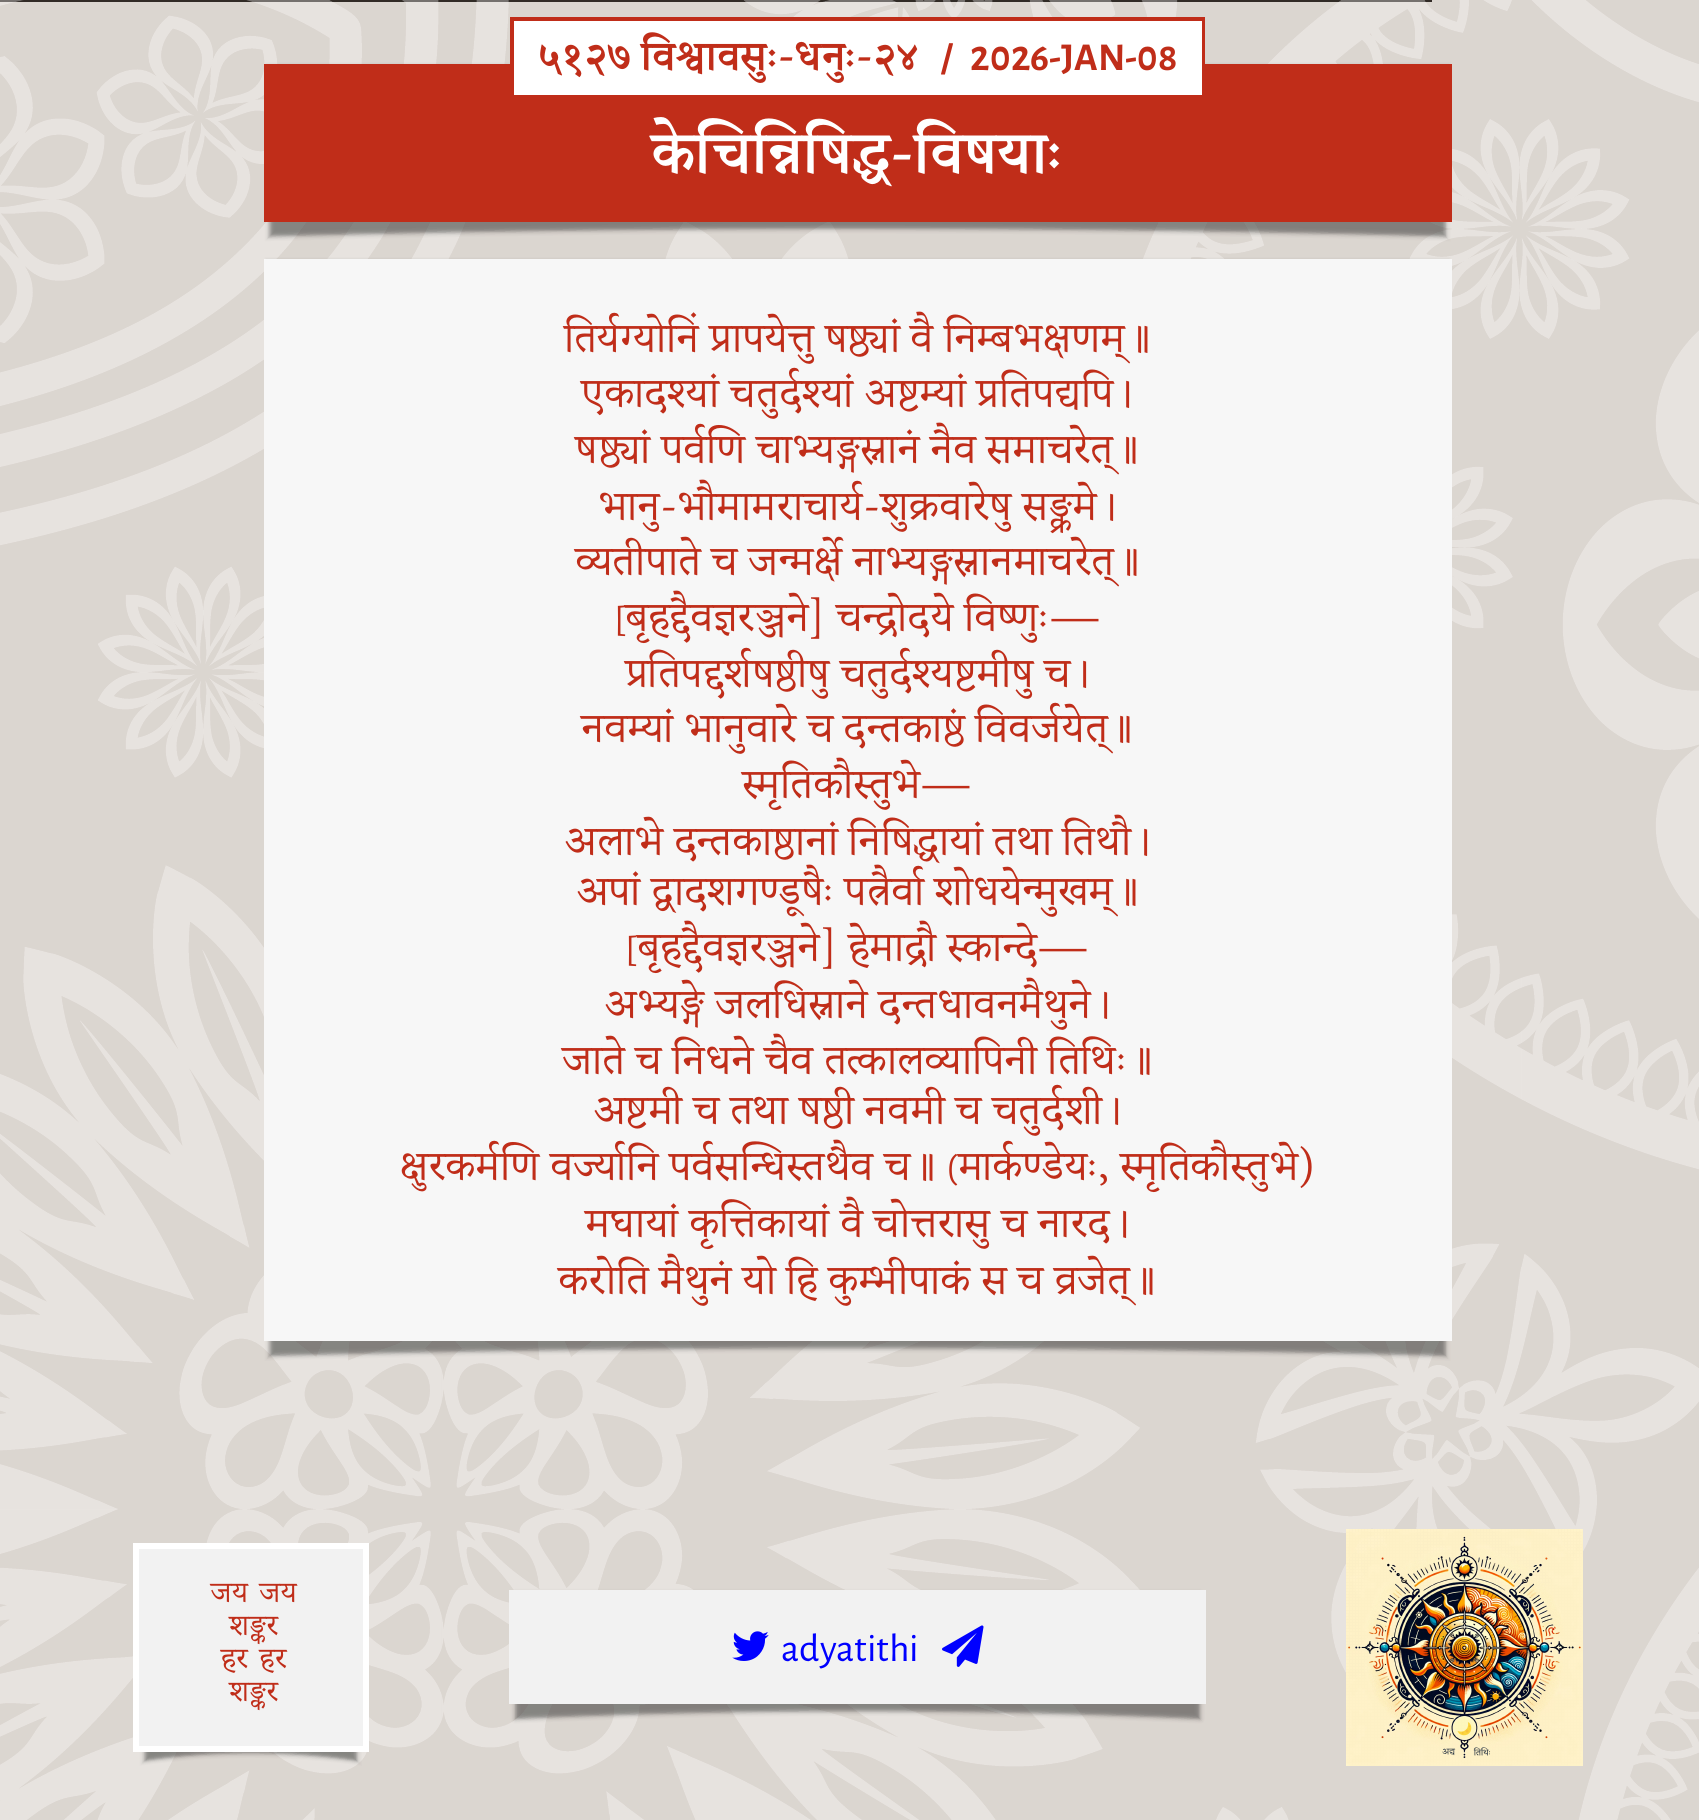 ५१२७ विश्वावसुः-धनुः-२४ / 2026-JAN-08
केचिन्निषिद्ध-विषयाः
तिर्यग्योनिं प्रापयेत्तु षष्ठ्यां वै निम्बभक्षणम्॥
एकादश्यां चतुर्दश्यां अष्टम्यां प्रतिपद्यपि।
षष्ठ्यां पर्वणि चाभ्यङ्गस्नानं नैव समाचरेत्॥
भानु-भौमामराचार्य-शुक्रवारेषु सङ्क्रमे।
व्यतीपाते च जन्मर्क्षे नाभ्यङ्गस्नानमाचरेत्॥
[बृहद्दैवज्ञरञ्जने] चन्द्रोदये विष्णुः—
प्रतिपद्दर्शषष्ठीषु चतुर्दश्यष्टमीषु च।
नवम्यां भानुवारे च दन्तकाष्ठं विवर्जयेत्॥
स्मृतिकौस्तुभे—
अलाभे दन्तकाष्ठानां निषिद्धायां तथा तिथौ।
अपां द्वादशगण्डूषैः पत्रैर्वा शोधयेन्मुखम्॥
[बृहद्दैवज्ञरञ्जने] हेमाद्रौ स्कान्दे—
अभ्यङ्गे जलधिस्नाने दन्तधावनमैथुने।
जाते च निधने चैव तत्कालव्यापिनी तिथिः॥
अष्टमी च तथा षष्ठी नवमी च चतुर्दशी।
क्षुरकर्मणि वर्ज्यानि पर्वसन्धिस्तथैव च॥ (मार्कण्डेयः, स्मृतिकौस्तुभे)
मघायां कृत्तिकायां वै चोत्तरासु च नारद।
करोति मैथुनं यो हि कुम्भीपाकं स च व्रजेत्॥
जय जय
शङ्कर
हर हर
शङ्कर
adyatithi
अद्य तिथिः